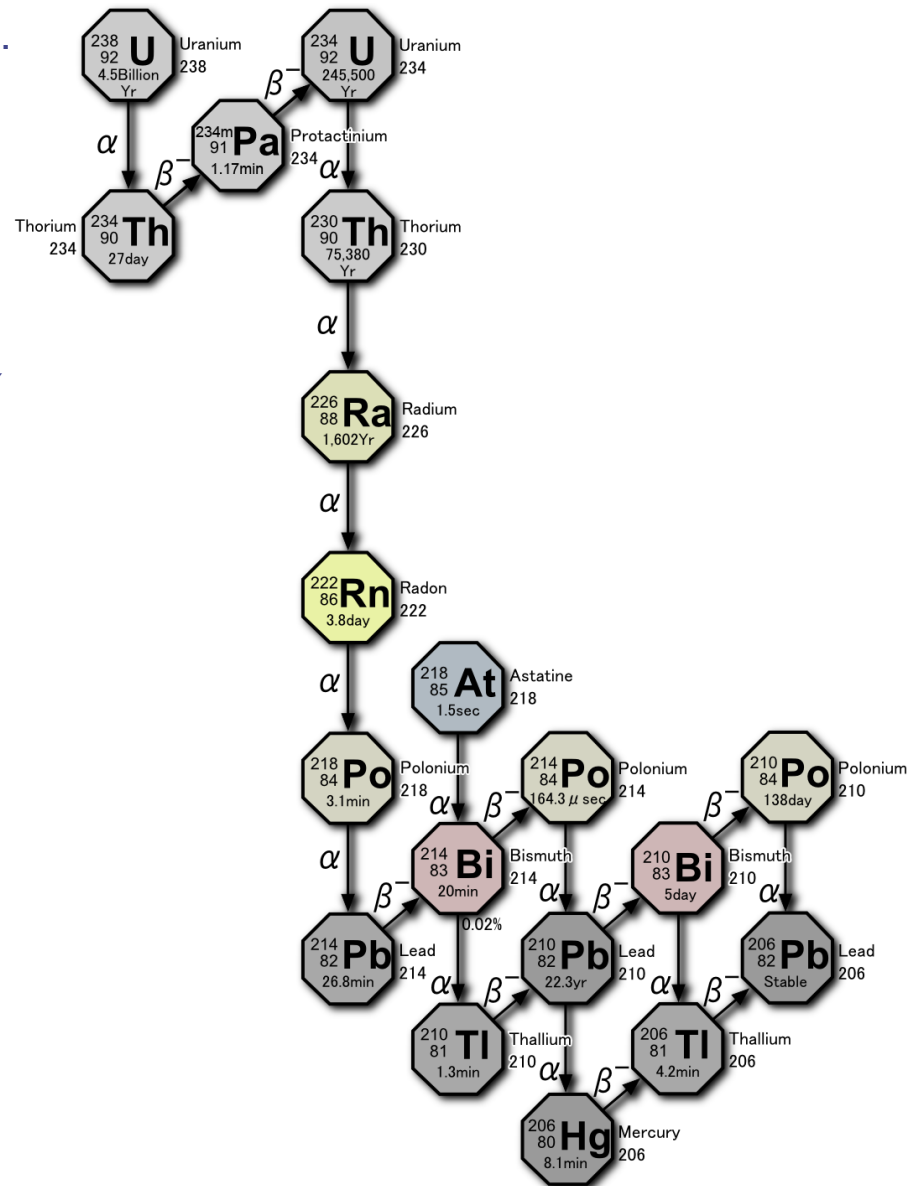 238
92 U
4.5Billion
Yr
Uranium
238
234
92 U
245,500
Yr
Uranium
234
α
β−
234m
91 Pa
1.17min
Protactinium
234
β−
α
Thorium
234
234
90 Th
27day
230
90 Th
75,380
Yr
Thorium
230
α
226
88 Ra
1,602Yr
Radium
226
α
222
86 Rn
3.8day
Radon
222
α
218
85 At
1.5sec
Astatine
218
218
84 Po
3.1min
Polonium
218
α
β−
214
84 Po
164.3 μ sec
Polonium
214
β−
210
84 Po
138day
Polonium
210
α
β−
214
83 Bi
20min
Bismuth
214
0.02%
α
β−
210
83 Bi
5day
Bismuth
210
α
214
82 Pb
26.8min
Lead
214
α
β−
210
82 Pb
22.3yr
Lead
210
α
β−
206
82 Pb
Stable
Lead
206
210
81 Tl
1.3min
Thallium
210
α
β−
206
81 Tl
4.2min
Thallium
206
206
80 Hg
8.1min
Mercury
206